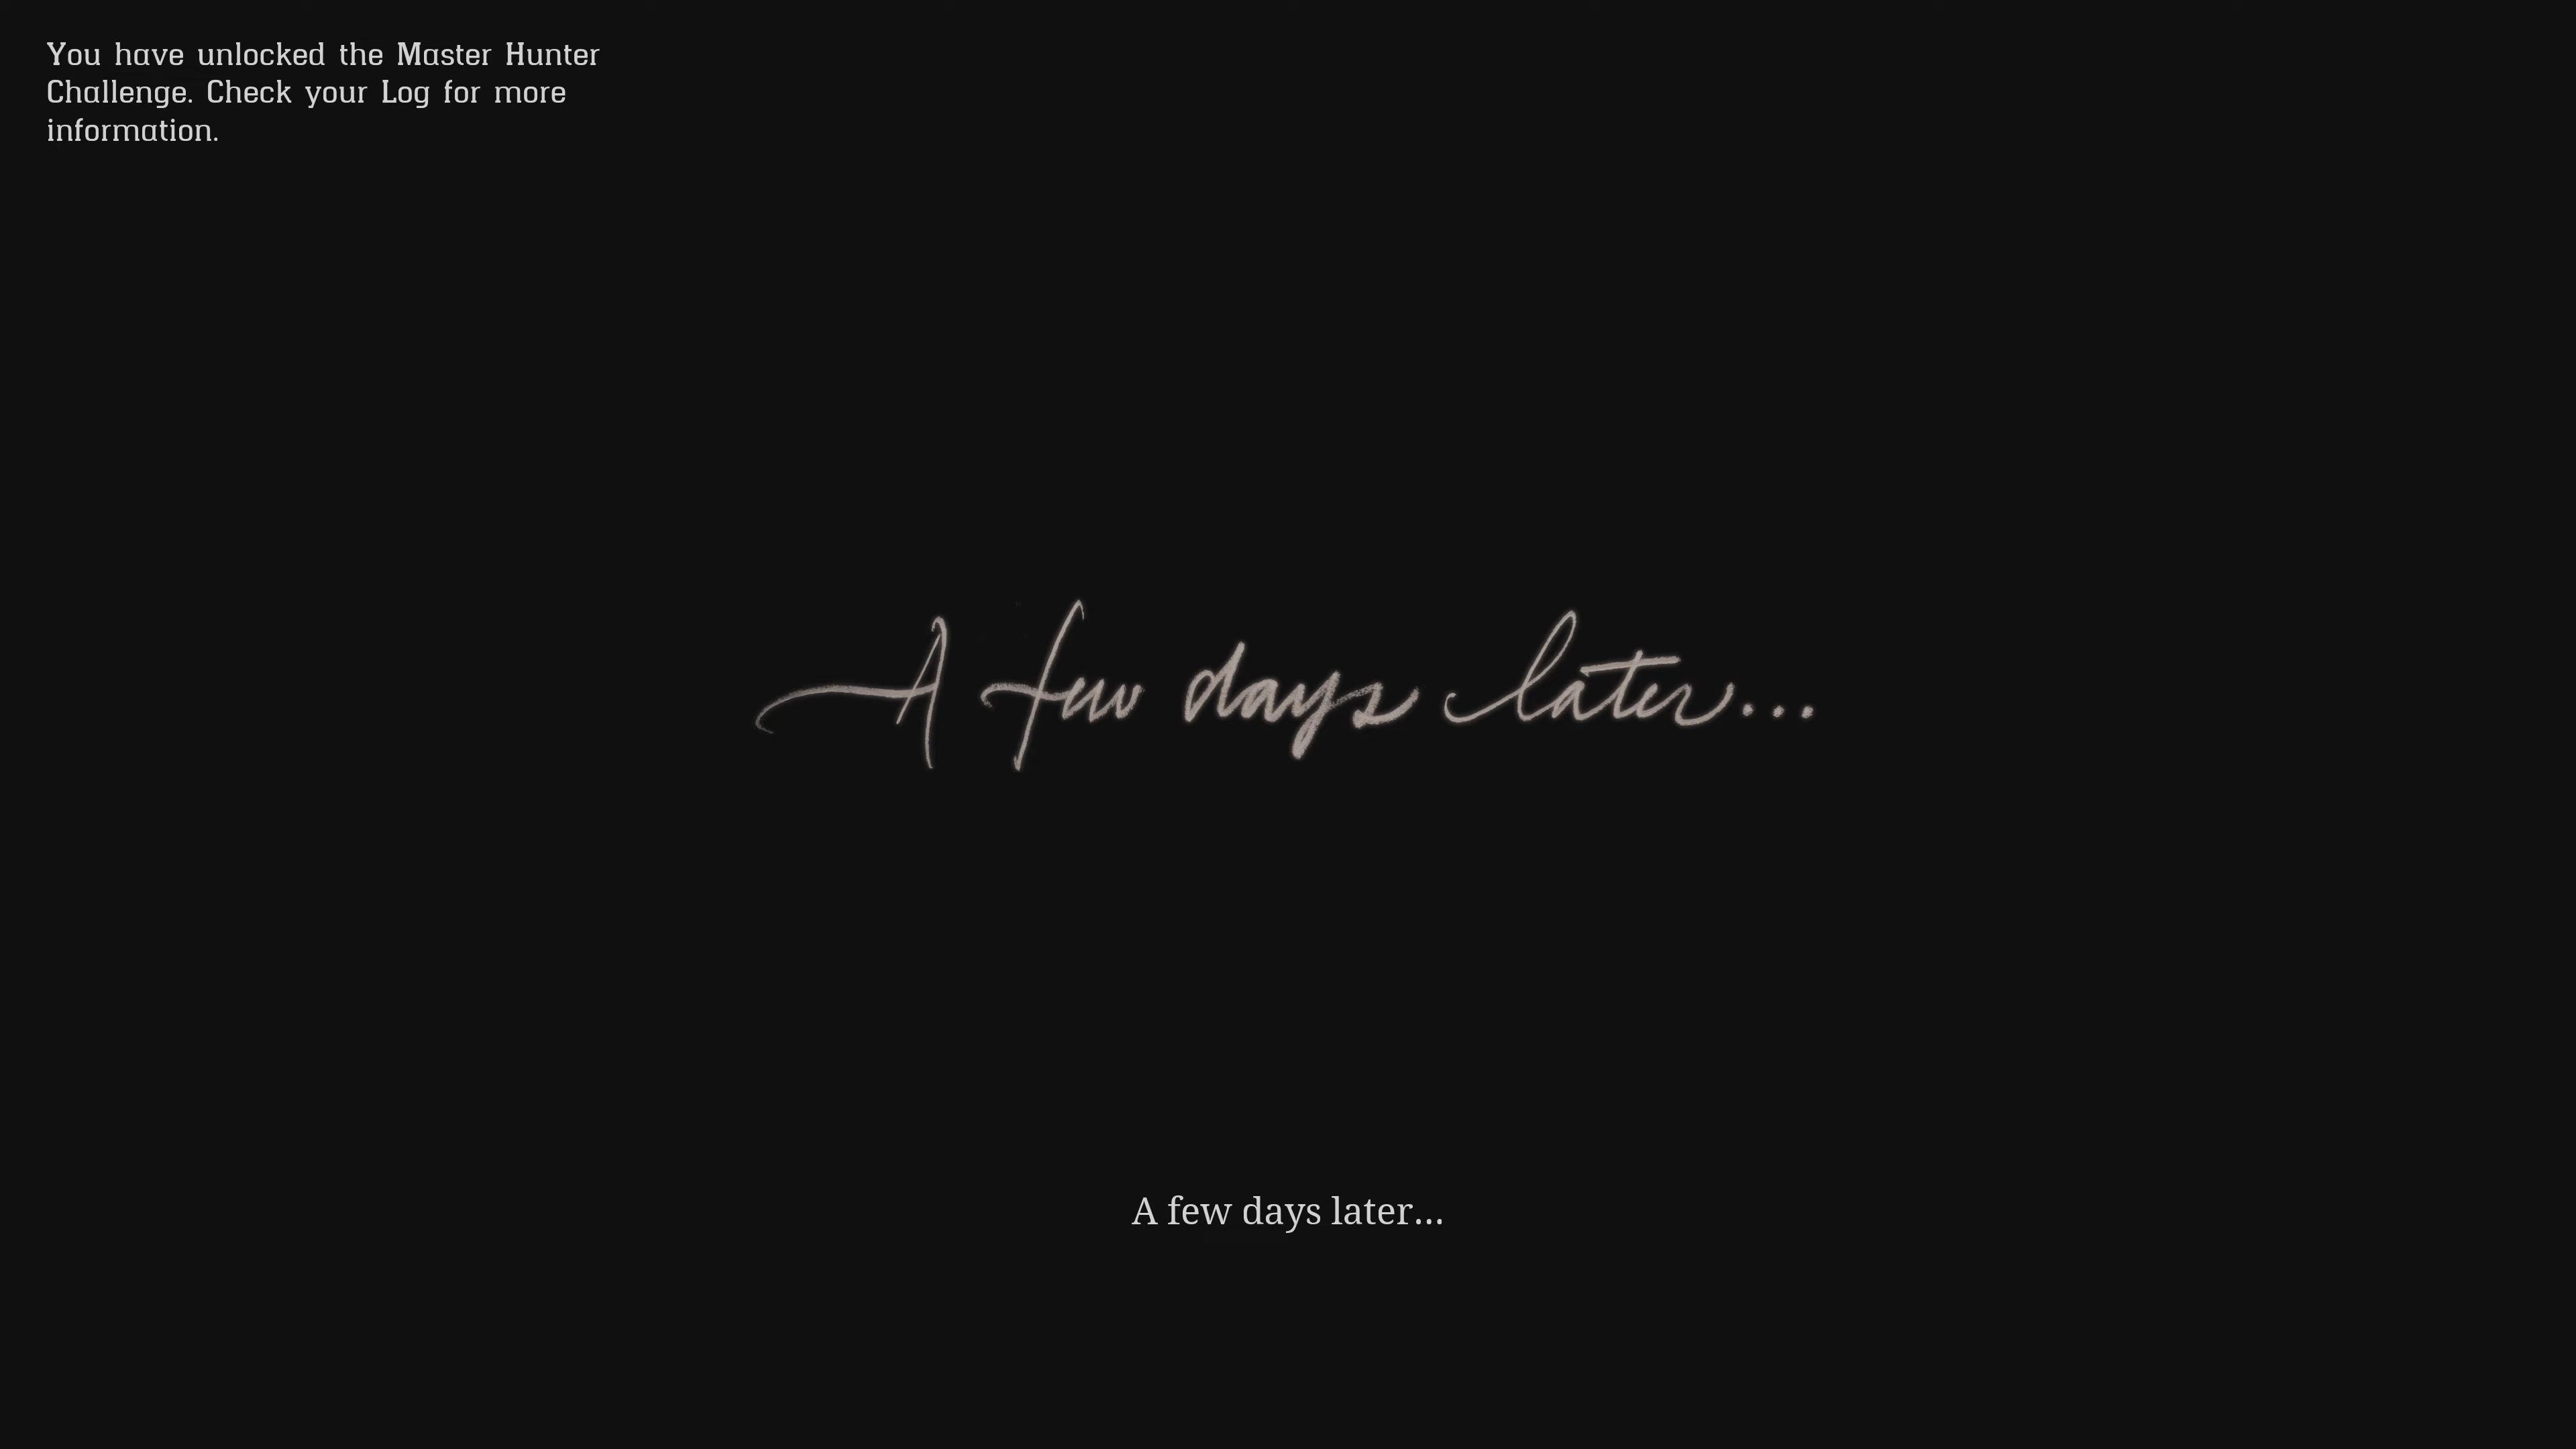 You have unlocked the Master Hunter
Challenge. Check your Log for more
information.
A few days later...
A few days later...